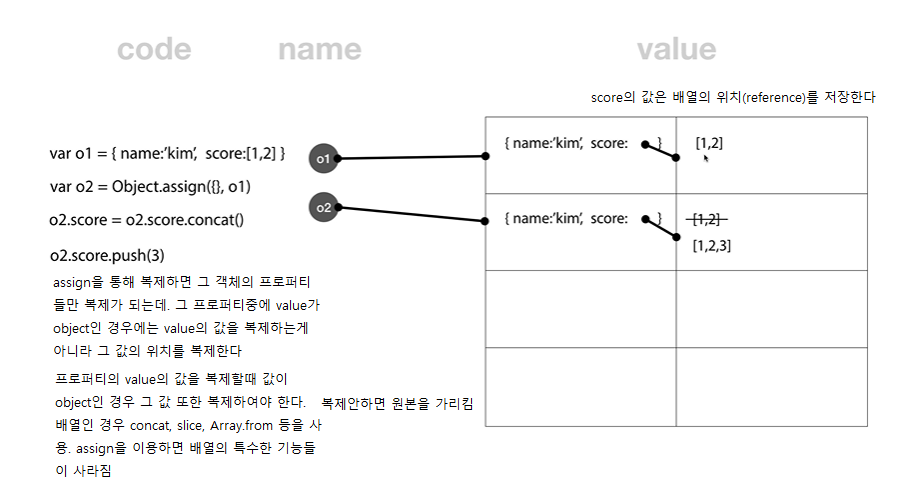 code name value
score의 값은 배열의 위치(reference)를 저장한다
var o1 = { name:'kim', score:[1,2] }
var o2 = Object.assign({}, o1)
o2.score = o2.score.concat()
o2.score.push(3)
o1
o2
{ name:'kim', score: }
[1,2]
{ name:'kim', score: }
[1,2]
[1,2,3]
assign을 통해 복제하면 그 객체의 프로퍼티
들만 복제가 되는데. 그 프로퍼티중에 value가
object인 경우에는 value의 값을 복제하는게
아니라 그 값의 위치를 복제한다
프로퍼티의 value의 값을 복제할때 값이
object인 경우 그 값 또한 복제하여야 한다.
배열인 경우 concat, slice, Array.from 등을 사
용. assign을 이용하면 배열의 특수한 기능들
이 사라짐
복제안하면 원본을 가리킴